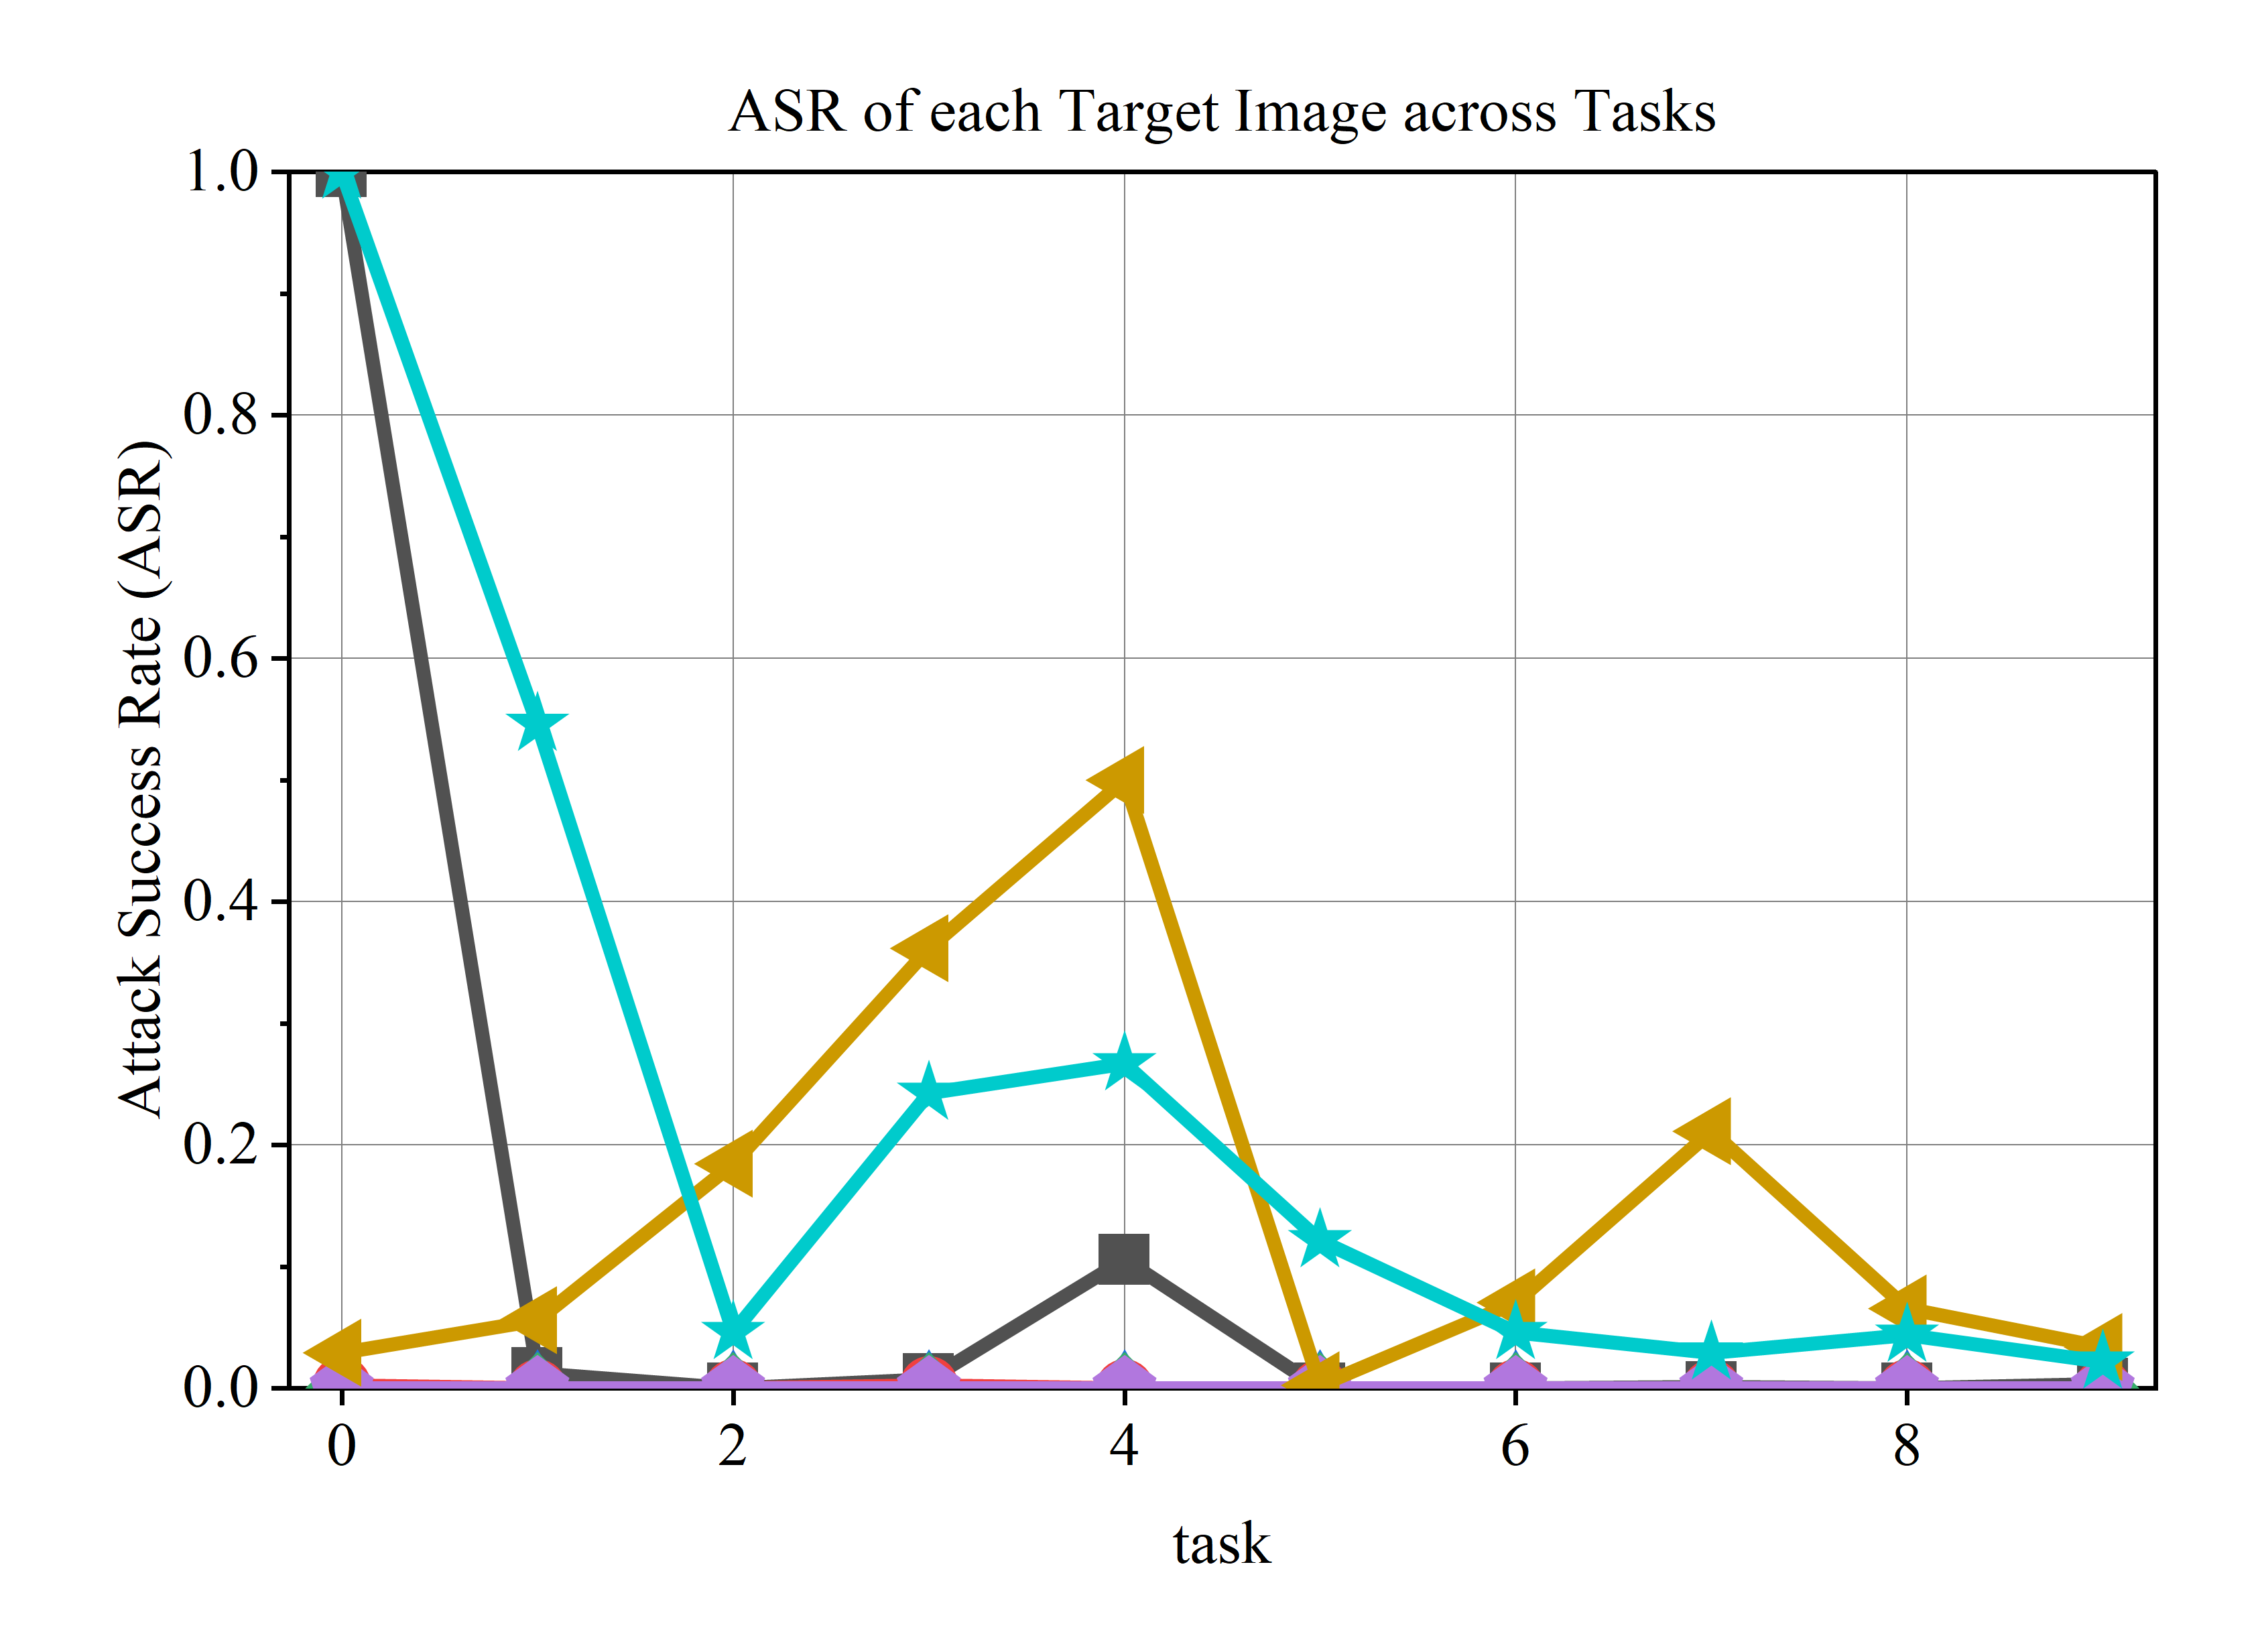 ASR of each Target Image across Tasks
Attack Success Rate (ASR)
1.0
0.8
0.6
0.4
0.2
0.0
0 2 4 6 8
task